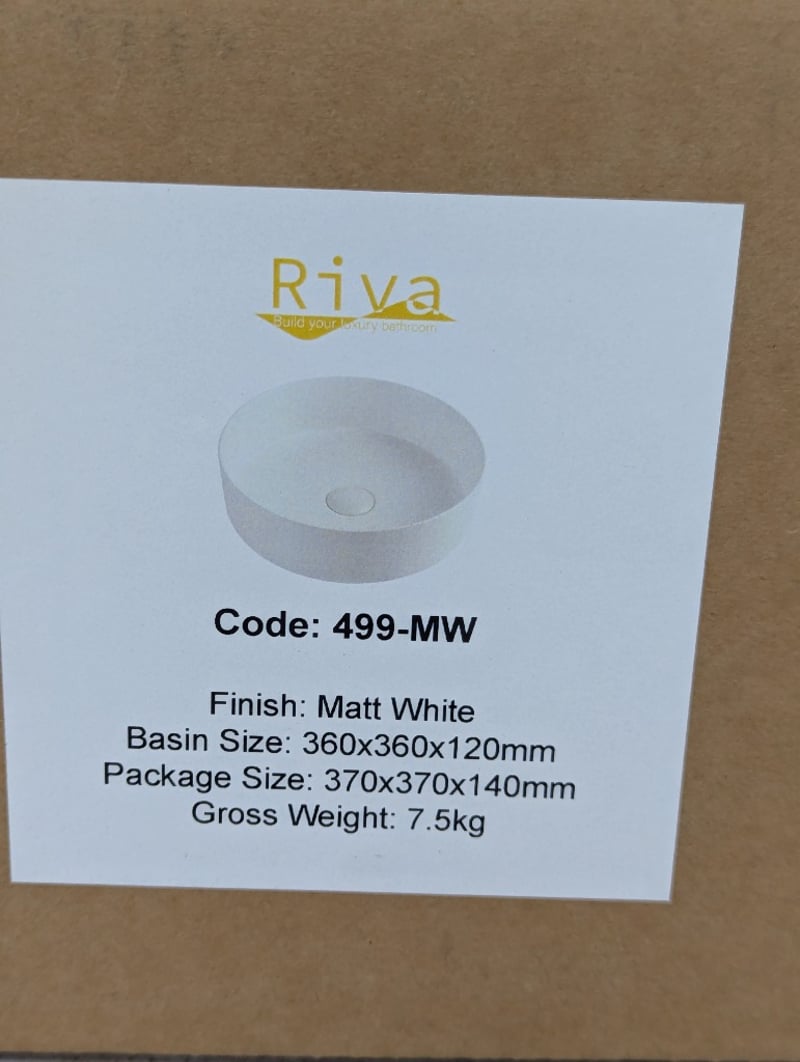 Riva
Build your luxury bathroom
Code: 499-MW
Finish: Matt White
Basin Size: 360x360x120mm
Package Size: 370x370x140mm
Gross Weight: 7.5kg